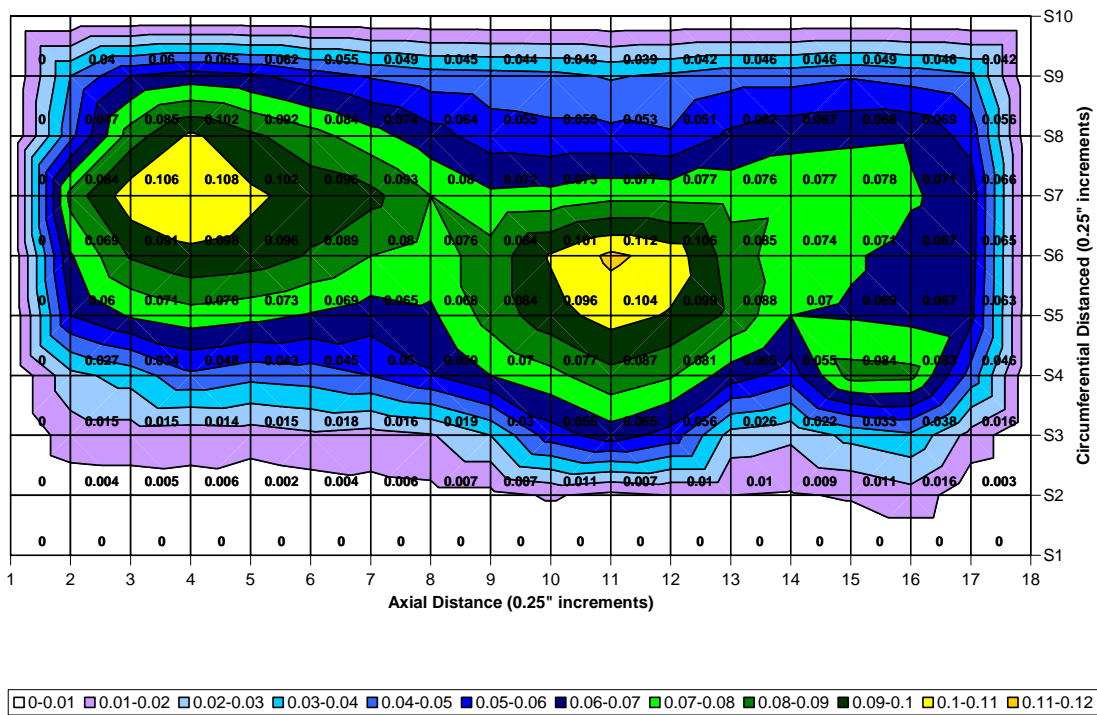 S10
0 0.04 0.06 0.065 0.062 0.055 0.049 0.045 0.044 0.043 0.039 0.042 0.046 0.046 0.049 0.046 0.042
S9
0 0.047 0.085 0.102 0.092 0.084 0.074 0.064 0.055 0.053 0.053 0.051 0.062 0.067 0.068 0.069 0.056
S8
0 0.084 0.106 0.108 0.102 0.096 0.093 0.08 0.072 0.073 0.077 0.077 0.076 0.077 0.078 0.071 0.066
S7
0 0.069 0.091 0.098 0.096 0.089 0.08 0.076 0.084 0.101 0.112 0.106 0.085 0.074 0.071 0.067 0.065
S6
0 0.06 0.071 0.076 0.073 0.069 0.065 0.068 0.084 0.096 0.104 0.099 0.088 0.07 0.069 0.067 0.063
S5
0 0.027 0.034 0.048 0.043 0.045 0.05 0.059 0.07 0.077 0.087 0.081 0.065 0.055 0.084 0.083 0.046
S4
0 0.015 0.015 0.014 0.015 0.018 0.016 0.019 0.03 0.055 0.065 0.056 0.026 0.022 0.033 0.038 0.016
S3
0 0.004 0.005 0.006 0.002 0.004 0.006 0.007 0.007 0.011 0.007 0.01 0.01 0.009 0.011 0.016 0.003
S2
0 0 0 0 0 0 0 0 0 0 0 0 0 0 0 0 0
S1
1 2 3 4 5 6 7 8 9 10 11 12 13 14 15 16 17 18
Axial Distance (0.25" increments)
Circumferential Distanced (0.25" increments)
0-0.01 0.01-0.02 0.02-0.03 0.03-0.04 0.04-0.05 0.05-0.06 0.06-0.07 0.07-0.08 0.08-0.09 0.09-0.1 0.1-0.11 0.11-0.12